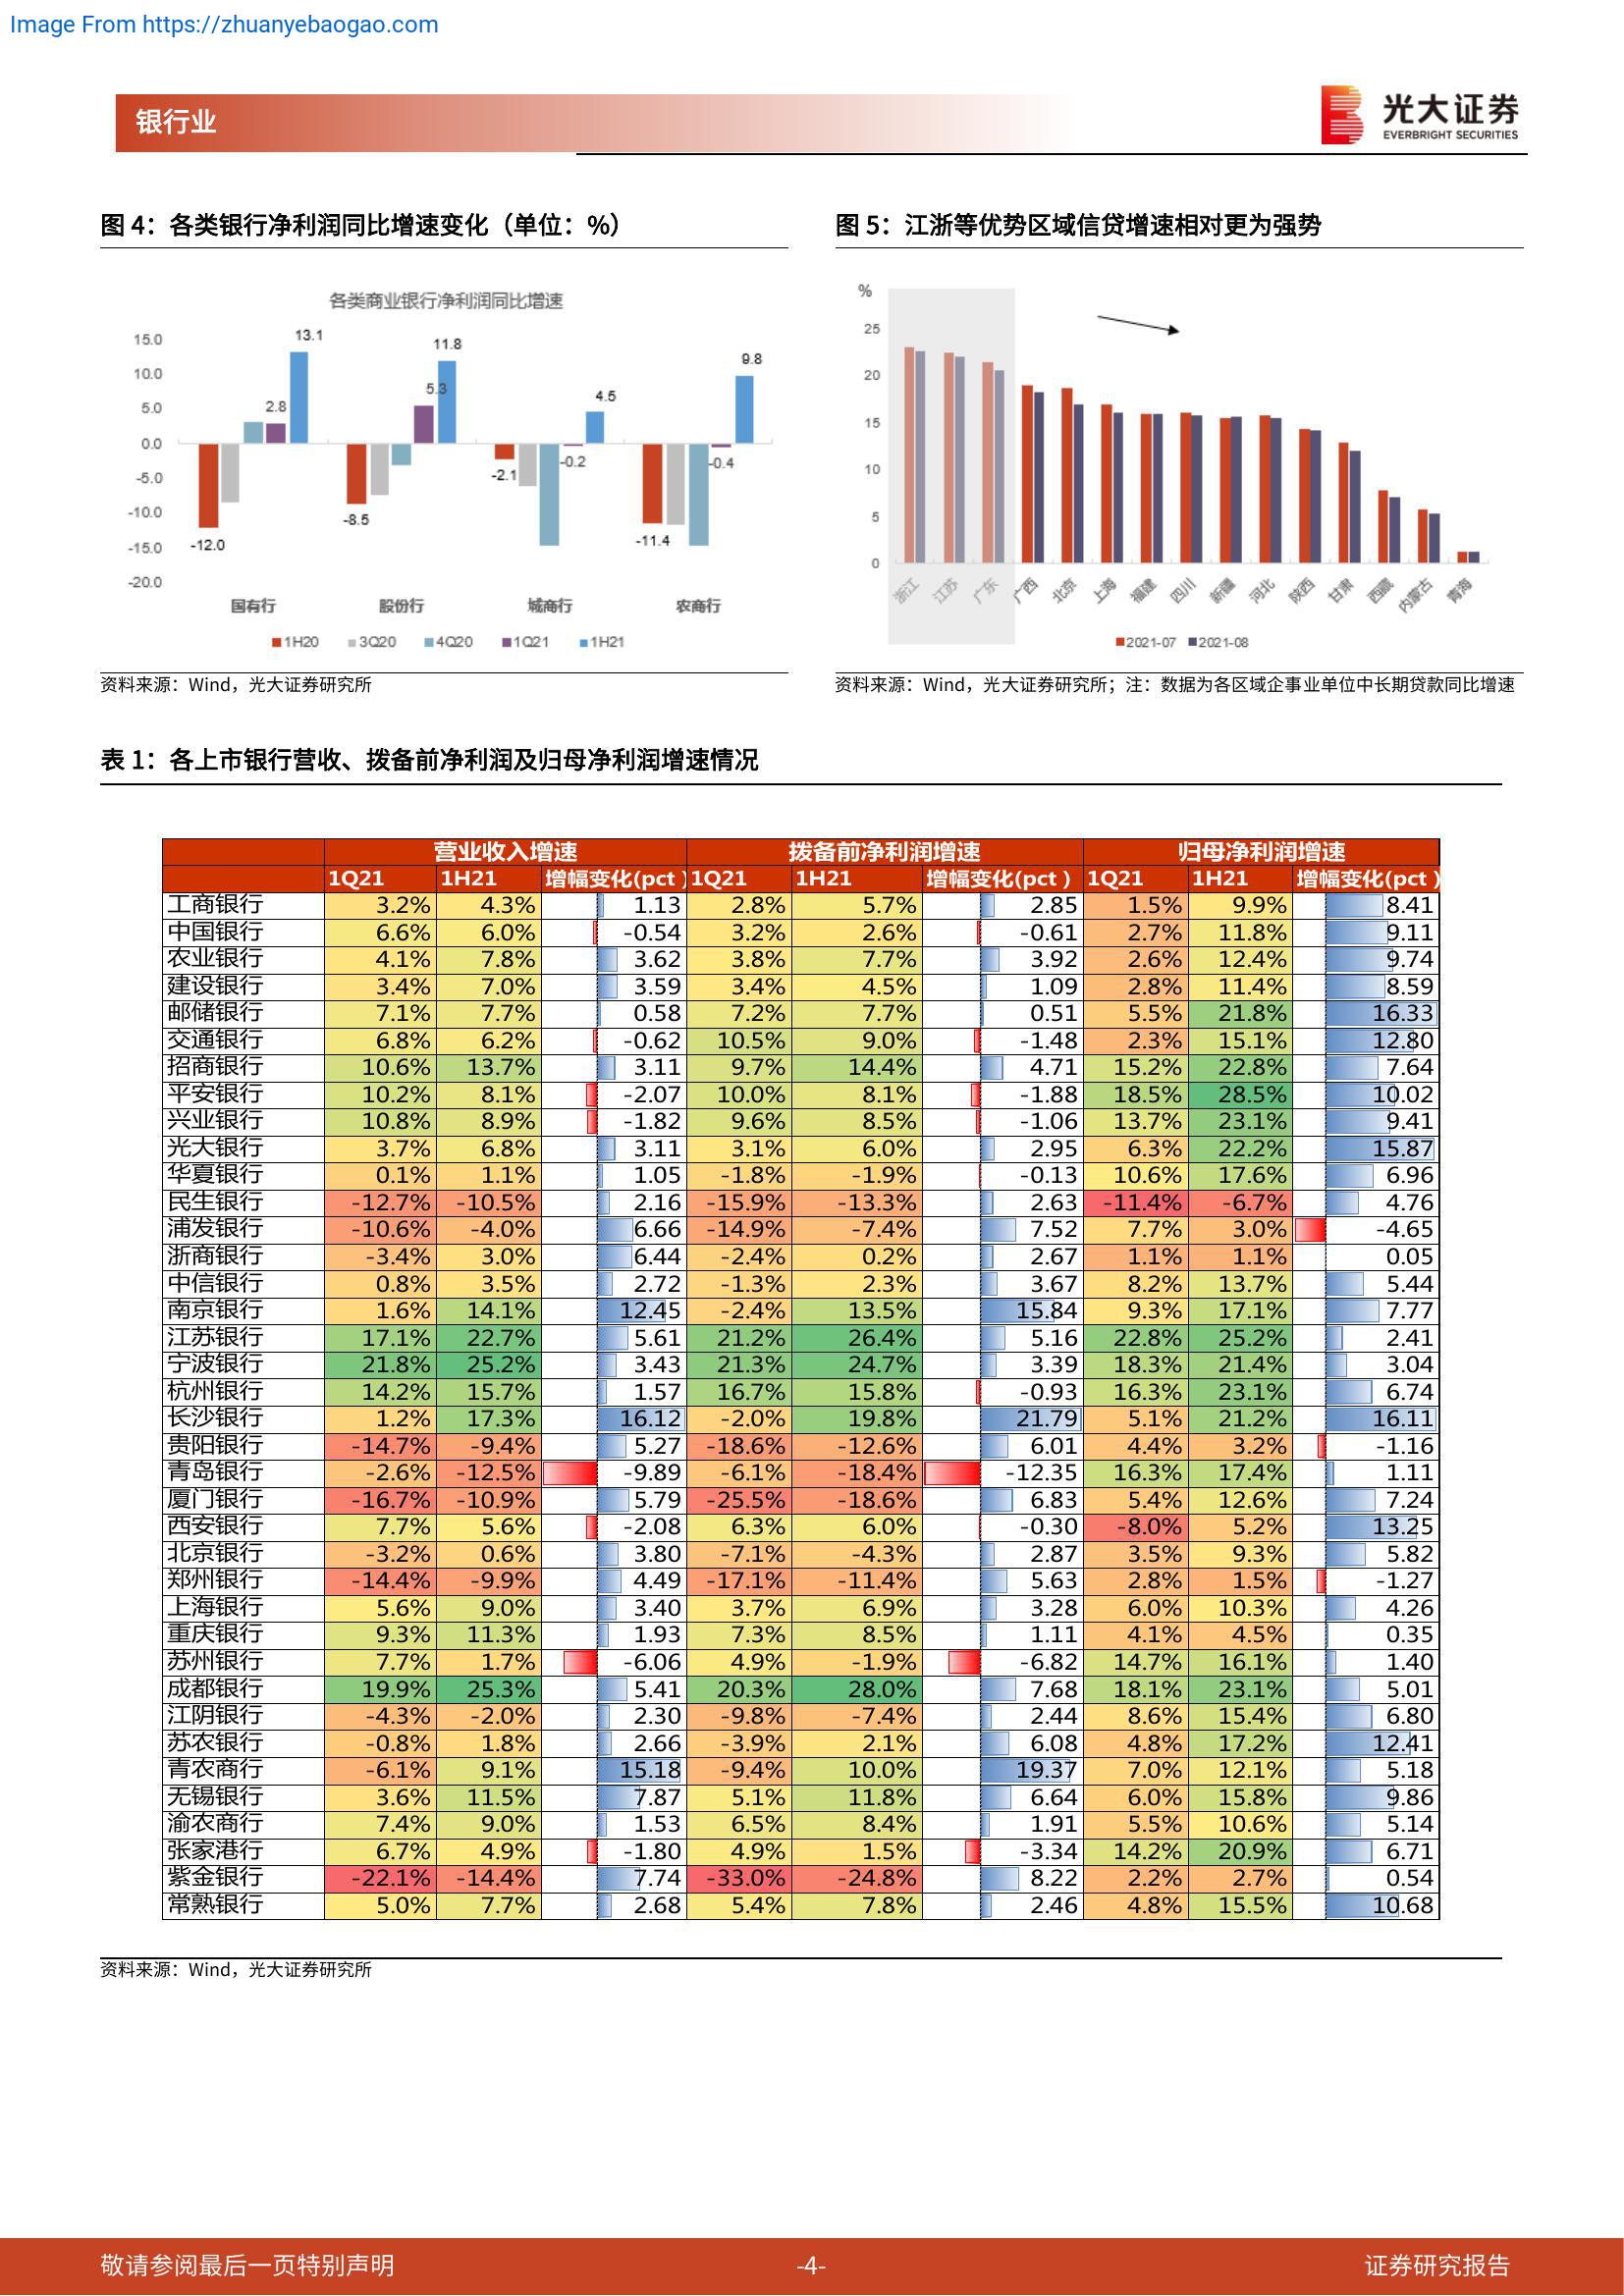 Image From https://zhuanyebaogao.com
银行业
光大证券
EVERBRIGHT SECURITIES
图 4：各类银行净利润同比增速变化（单位：%）
各类商业银行净利润同比增速
15.0
10.0
5.0
0.0
-5.0
-10.0
-15.0
-20.0
-12.0 2.8 13.1
-8.5 5.3 11.8
-2.1 -0.2 4.5
-11.4 -0.4 9.8
国有行 股份行 城商行 农商行
1H20 3Q20 4Q20 1Q21 1H21
资料来源：Wind，光大证券研究所
图 5：江浙等优势区域信贷增速相对更为强势
%
25
20
15
10
5
0
浙江 江苏 广东 广西 北京 上海 福建 四川 新疆 河北 陕西 甘肃 西藏 内蒙古 青海
2021-07 2021-08
资料来源：Wind，光大证券研究所；注：数据为各区域企事业单位中长期贷款同比增速
表 1：各上市银行营收、拨备前净利润及归母净利润增速情况
营业收入增速 拨备前净利润增速 归母净利润增速
1Q21 1H21 增幅变化(pct) 1Q21 1H21 增幅变化(pct) 1Q21 1H21 增幅变化(pct)
工商银行 3.2% 4.3% 1.13 2.8% 5.7% 2.85 1.5% 9.9% 8.41
中国银行 6.6% 6.0% -0.54 3.2% 2.6% -0.61 2.7% 11.8% 9.11
农业银行 4.1% 7.8% 3.62 3.8% 7.7% 3.92 2.6% 12.4% 9.74
建设银行 3.4% 7.0% 3.59 3.4% 4.5% 1.09 2.8% 11.4% 8.59
邮储银行 7.1% 7.7% 0.58 7.2% 7.7% 0.51 5.5% 21.8% 16.33
交通银行 6.8% 6.2% -0.62 10.5% 9.0% -1.48 2.3% 15.1% 12.80
招商银行 10.6% 13.7% 3.11 9.7% 14.4% 4.71 15.2% 22.8% 7.64
平安银行 10.2% 8.1% -2.07 10.0% 8.1% -1.88 18.5% 28.5% 10.02
兴业银行 10.8% 8.9% -1.82 9.6% 8.5% -1.06 13.7% 23.1% 9.41
光大银行 3.7% 6.8% 3.11 3.1% 6.0% 2.95 6.3% 22.2% 15.87
华夏银行 0.1% 1.1% 1.05 -1.8% -1.9% -0.13 10.6% 17.6% 6.96
民生银行 -12.7% -10.5% 2.16 -15.9% -13.3% 2.63 -11.4% -6.7% 4.76
浦发银行 -10.6% -4.0% 6.66 -14.9% -7.4% 7.52 7.7% 3.0% -4.65
浙商银行 -3.4% 3.0% 6.44 -2.4% 0.2% 2.67 1.1% 1.1% 0.05
中信银行 0.8% 3.5% 2.72 -1.3% 2.3% 3.67 8.2% 13.7% 5.44
南京银行 1.6% 14.1% 12.45 -2.4% 13.5% 15.84 9.3% 17.1% 7.77
江苏银行 17.1% 22.7% 5.61 21.2% 26.4% 5.16 22.8% 25.2% 2.41
宁波银行 21.8% 25.2% 3.43 21.3% 24.7% 3.39 18.3% 21.4% 3.04
杭州银行 14.2% 15.7% 1.57 16.7% 15.8% -0.93 16.3% 23.1% 6.74
长沙银行 1.2% 17.3% 16.12 -2.0% 19.8% 21.79 5.1% 21.2% 16.11
贵阳银行 -14.7% -9.4% 5.27 -18.6% -12.6% 6.01 4.4% 3.2% -1.16
青岛银行 -2.6% -12.5% -9.89 -6.1% -18.4% -12.35 16.3% 17.4% 1.11
厦门银行 -16.7% -10.9% 5.79 -25.5% -18.6% 6.83 5.4% 12.6% 7.24
西安银行 7.7% 5.6% -2.08 6.3% 6.0% -0.30 -8.0% 5.2% 13.25
北京银行 -3.2% 0.6% 3.80 -7.1% -4.3% 2.87 3.5% 9.3% 5.82
郑州银行 -14.4% -9.9% 4.49 -17.1% -11.4% 5.63 2.8% 1.5% -1.27
上海银行 5.6% 9.0% 3.40 3.7% 6.9% 3.28 6.0% 10.3% 4.26
重庆银行 9.3% 11.3% 1.93 7.3% 8.5% 1.11 4.1% 4.5% 0.35
苏州银行 7.7% 1.7% -6.06 4.9% -1.9% -6.82 14.7% 16.1% 1.40
成都银行 19.9% 25.3% 5.41 20.3% 28.0% 7.68 18.1% 23.1% 5.01
江阴银行 -4.3% -2.0% 2.30 -9.8% -7.4% 2.44 8.6% 15.4% 6.80
苏农银行 -0.8% 1.8% 2.66 -3.9% 2.1% 6.08 4.8% 17.2% 12.41
青农商行 -6.1% 9.1% 15.18 -9.4% 10.0% 19.37 7.0% 12.1% 5.18
无锡银行 3.6% 11.5% 7.87 5.1% 11.8% 6.64 6.0% 15.8% 9.86
渝农商行 7.4% 9.0% 1.53 6.5% 8.4% 1.91 5.5% 10.6% 5.14
张家港行 6.7% 4.9% -1.80 4.9% 1.5% -3.34 14.2% 20.9% 6.71
紫金银行 -22.1% -14.4% 7.74 -33.0% -24.8% 8.22 2.2% 2.7% 0.54
常熟银行 5.0% 7.7% 2.68 5.4% 7.8% 2.46 4.8% 15.5% 10.68
资料来源：Wind，光大证券研究所
敬请参阅最后一页特别声明 -4- 证券研究报告